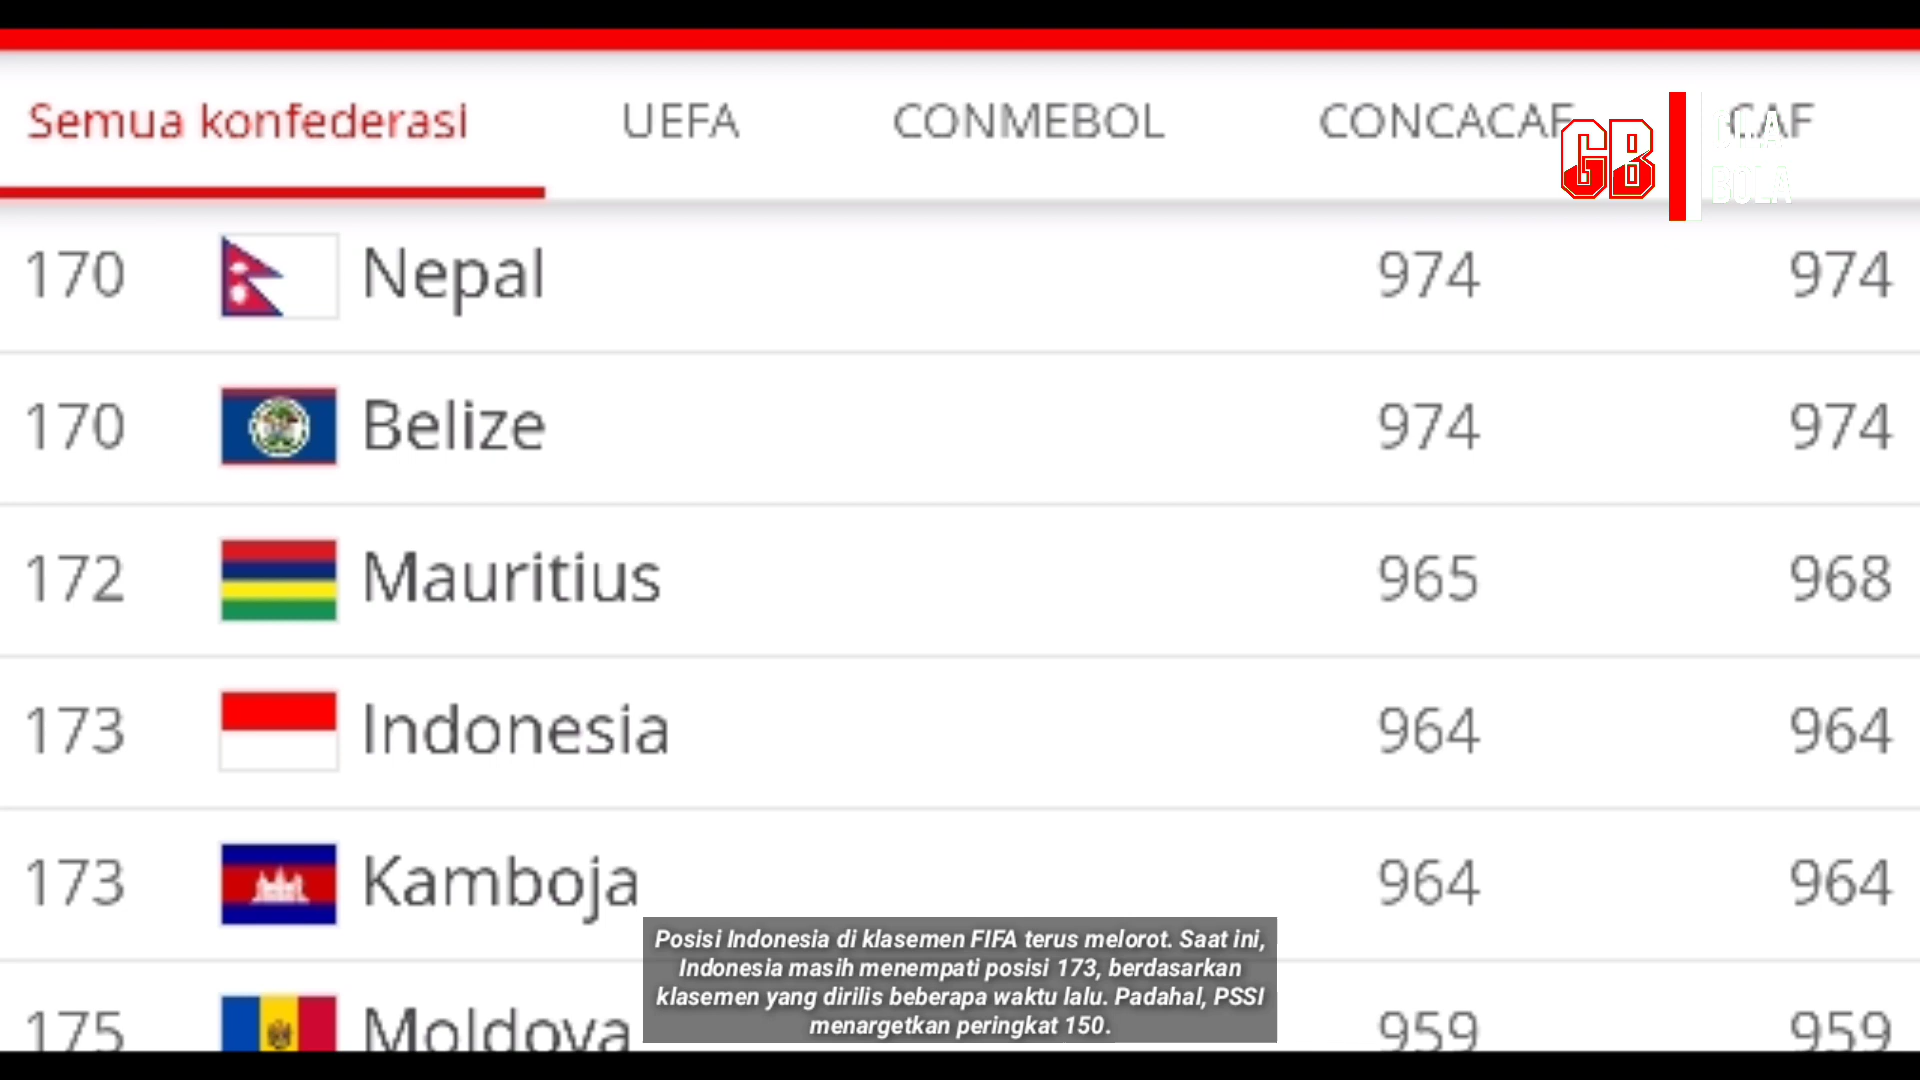 Semua konfederasi UEFA CONMEBOL CONCACAF CAF
GB
BOLA
170 Nepal 974 974
170 Belize 974 974
172 Mauritius 965 968
173 Indonesia 964 964
173 Kamboja 964 964
175 Moldova 959 959
Posisi Indonesia di klasemen FIFA terus melorot. Saat ini,
Indonesia masih menempati posisi 173, berdasarkan
klasemen yang dirilis beberapa waktu lalu. Padahal, PSSI
menargetkan peringkat 150.